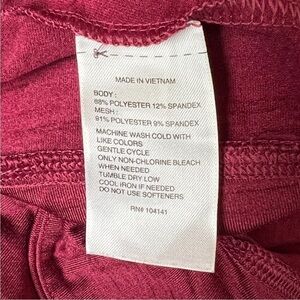 MADE IN VIETNAM
BODY:
88% POLYESTER 12% SPANDEX
MESH:
91% POLYESTER 9% SPANDEX
MACHINE WASH COLD WITH
LIKE COLORS
GENTLE CYCLE
ONLY NON-CHLORINE BLEACH
WHEN NEEDED
TUMBLE DRY LOW
COOL IRON IF NEEDED
DO NOT USE SOFTENERS
RN# 104141